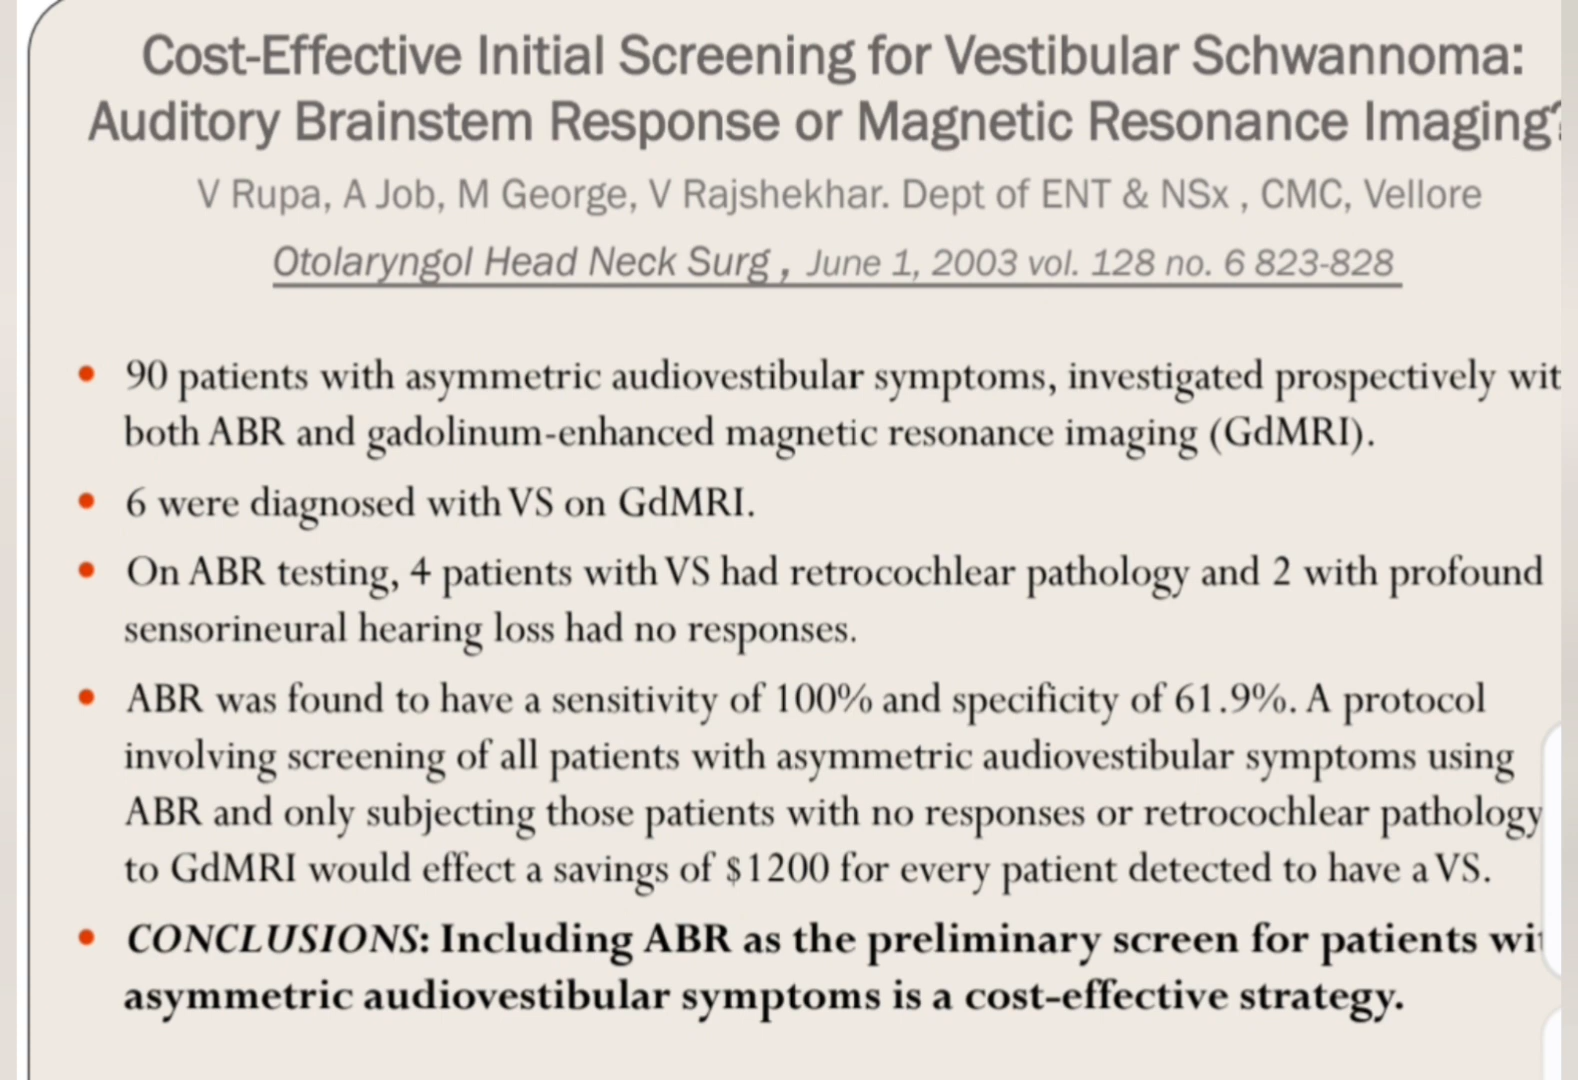 Cost-Effective Initial Screening for Vestibular Schwannoma:
Auditory Brainstem Response or Magnetic Resonance Imaging?
V Rupa, A Job, M George, V Rajshekhar. Dept of ENT & NSx , CMC, Vellore
Otolaryngol Head Neck Surg , June 1, 2003 vol. 128 no. 6 823-828
• 90 patients with asymmetric audiovestibular symptoms, investigated prospectively wit
both ABR and gadolinum-enhanced magnetic resonance imaging (GdMRI).
• 6 were diagnosed with VS on GdMRI.
• On ABR testing, 4 patients with VS had retrocochlear pathology and 2 with profound
sensorineural hearing loss had no responses.
• ABR was found to have a sensitivity of 100% and specificity of 61.9%. A protocol
involving screening of all patients with asymmetric audiovestibular symptoms using
ABR and only subjecting those patients with no responses or retrocochlear pathology
to GdMRI would effect a savings of $1200 for every patient detected to have a VS.
• CONCLUSIONS: Including ABR as the preliminary screen for patients wit
asymmetric audiovestibular symptoms is a cost-effective strategy.